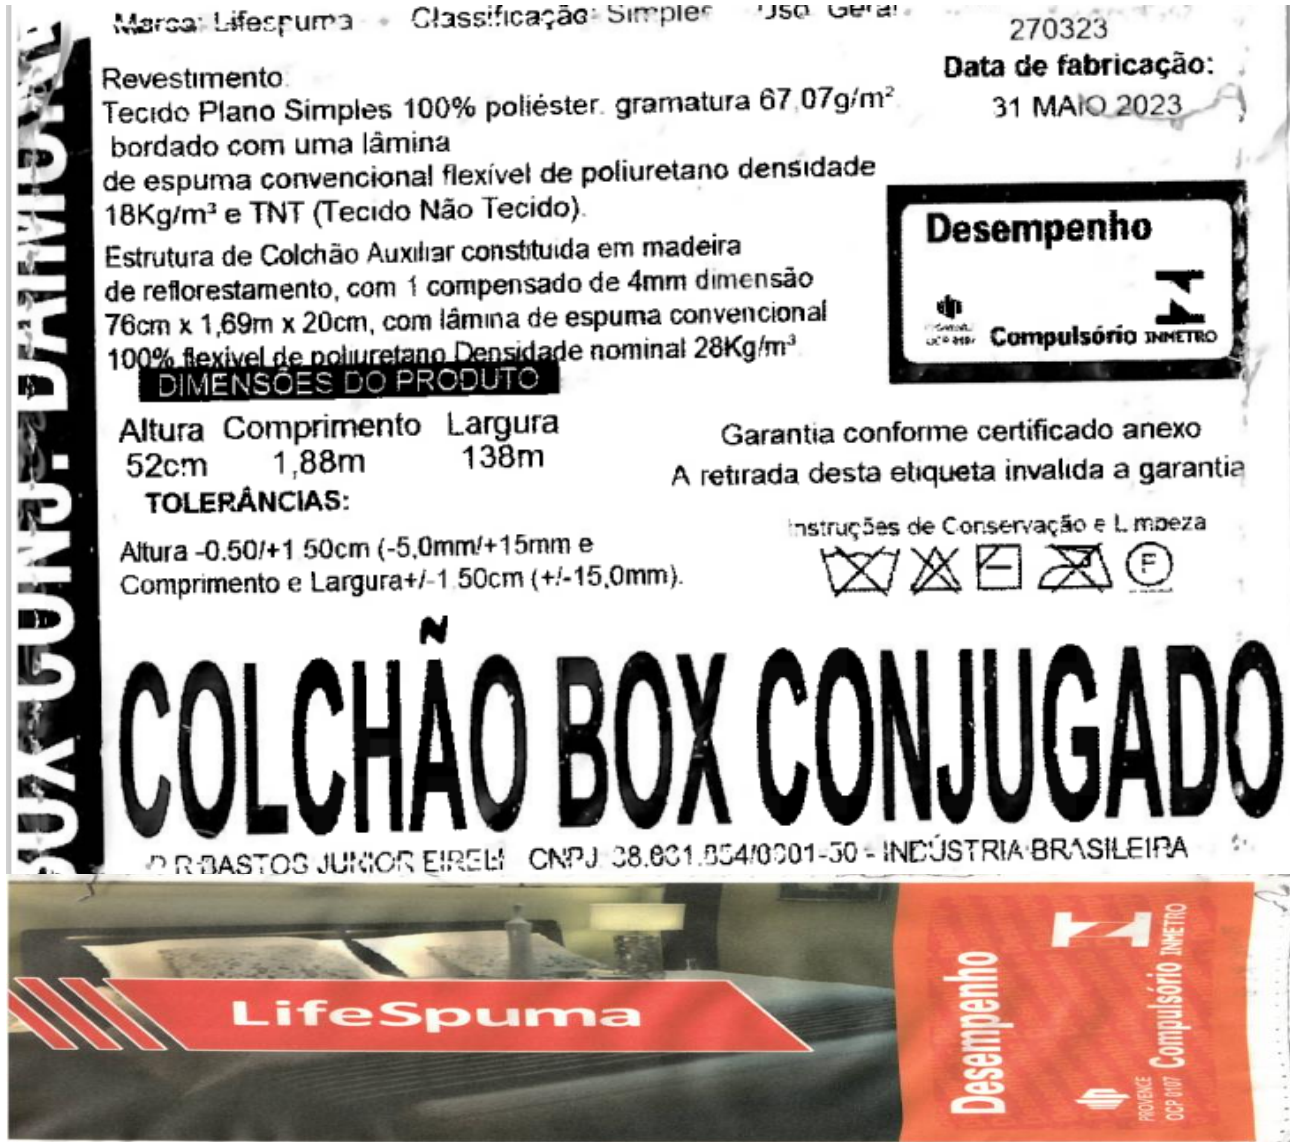 Marca: Lifespuma - Classificação: Simples Uso Geral
270323
Data de fabricação:
31 MAIO 2023
Revestimento:
Tecido Plano Simples 100% poliéster. gramatura 67,07g/m²
bordado com uma lâmina
de espuma convencional flexível de poliuretano densidade
18Kg/m³ e TNT (Tecido Não Tecido).
Estrutura de Colchão Auxiliar constituida em madeira
de reflorestamento, com 1 compensado de 4mm dimensão
76cm x 1,69m x 20cm, com lâmina de espuma convencional
100% flexivel de poliuretano Densidade nominal 28Kg/m³
Desempenho
Compulsório INMETRO
DIMENSÕES DO PRODUTO
Altura Comprimento Largura
52cm 1,88m 138m
TOLERÂNCIAS:
Altura -0.50/+1.50cm (-5,0mm/+15mm e
Comprimento e Largura+/-1.50cm (+/-15,0mm).
Garantia conforme certificado anexo
A retirada desta etiqueta invalida a garantia
Instruções de Conservação e Limpeza
F
BOX CONJ.
COLCHÃO BOX CONJUGADO
R BASTOS JUNIOR EIRELI CNPJ - INDÚSTRIA BRASILEIRA
LifeSpuma
Desempenho
PROVENCE
OCP 0107
Compulsório INMETRO